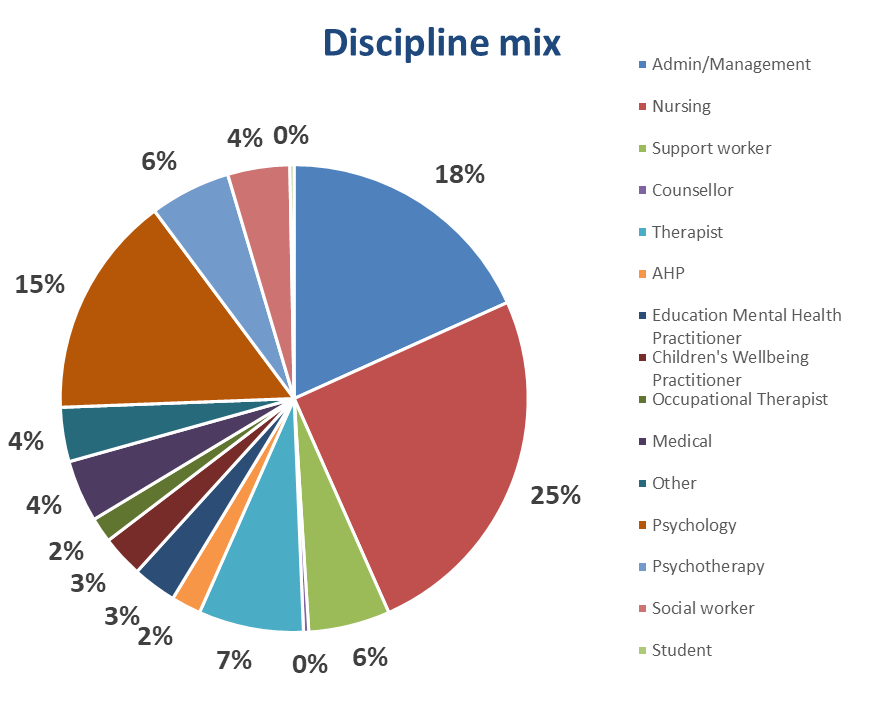 Discipline mix
4%
0%
6%
18%
15%
4%
25%
4%
2%
3%
3%
2%
7%
0%
6%
Admin/Management
Nursing
Support worker
Counsellor
Therapist
AHP
Education Mental Health
Practitioner
Children's Wellbeing
Practitioner
Occupational Therapist
Medical
Other
Psychology
Psychotherapy
Social worker
Student